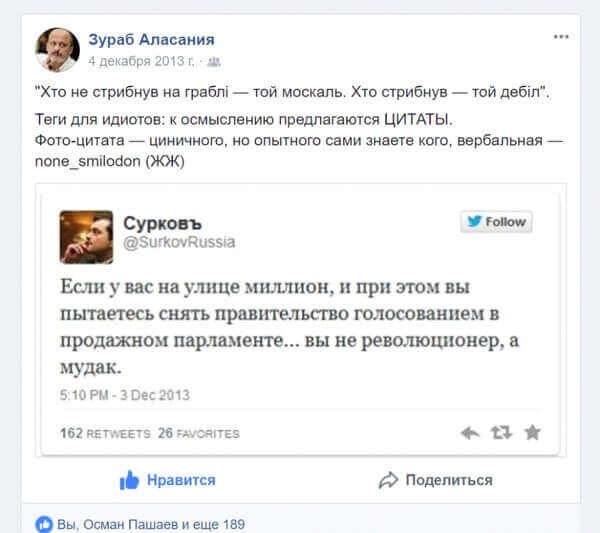 Зураб Аласания
4 декабря 2013 г.
"Хто не стрибнув на граблі — той москаль. Хто стрибнув — той дебіл".
Теги для идиотов: к осмыслению предлагаются ЦИТАТЫ.
Фото-цитата — циничного, но опытного сами знаете кого, вербальная —
none_smilodon (ЖЖ)
Сурковъ
@SurkovRussia
Follow
Если у вас на улице миллион, и при этом вы
пытаетесь снять правительство голосованием в
продажном парламенте... вы не революционер, а
мудак.
5:10 PM - 3 Dec 2013
162 RETWEETS 26 FAVORITES
Нравится
Поделиться
Вы, Осман Пашаев и еще 189